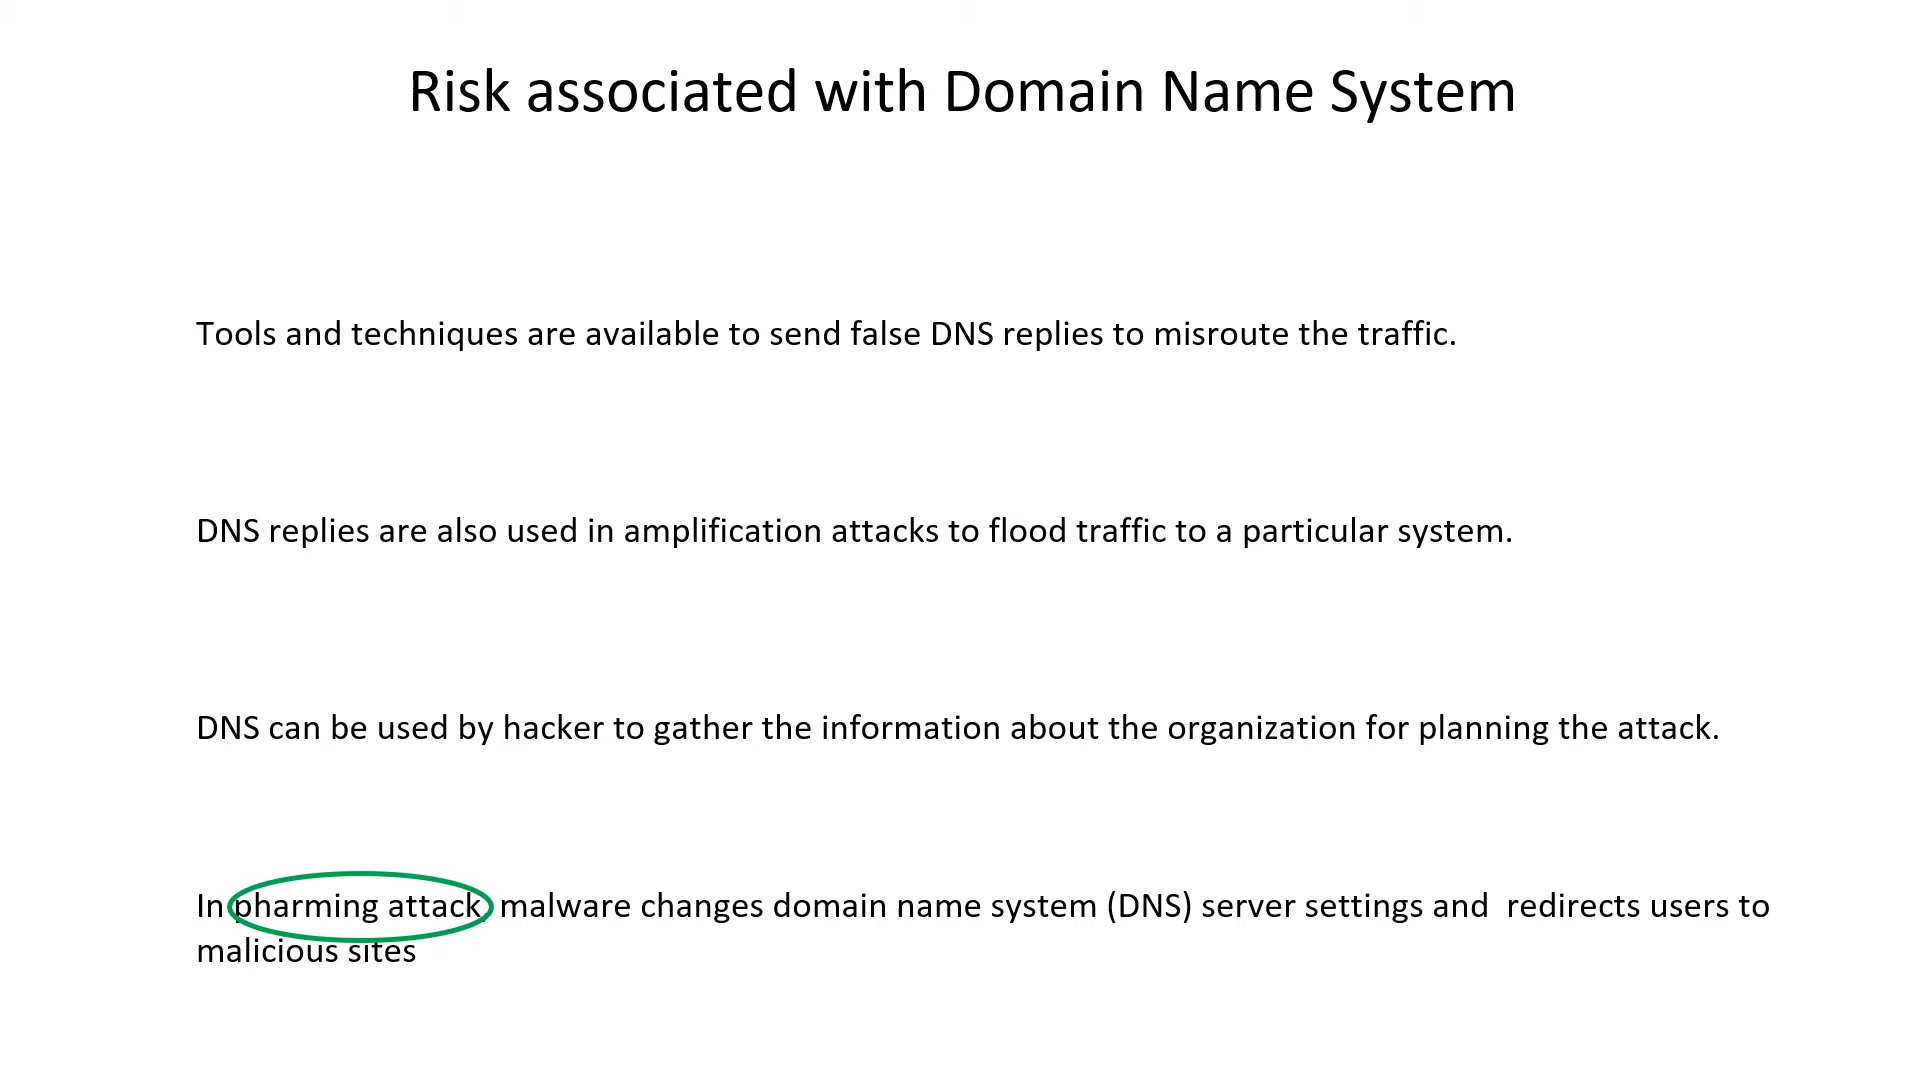 Risk associated with Domain Name System
Tools and techniques are available to send false DNS replies to misroute the traffic.
DNS replies are also used in amplification attacks to flood traffic to a particular system.
DNS can be used by hacker to gather the information about the organization for planning the attack.
In pharming attack, malware changes domain name system (DNS) server settings and  redirects users to
malicious sites